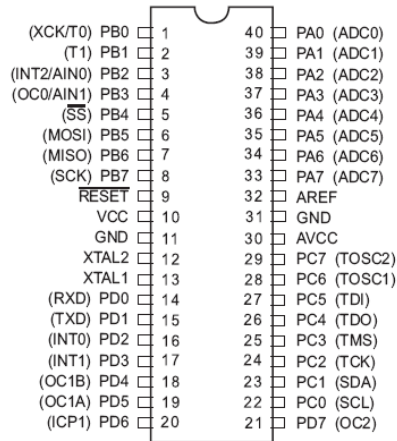 (XCK/T0) PB0 1 40 PA0 (ADC0)
(T1) PB1 2 39 PA1 (ADC1)
(INT2/AIN0) PB2 3 38 PA2 (ADC2)
(OC0/AIN1) PB3 4 37 PA3 (ADC3)
(S̅S̅) PB4 5 36 PA4 (ADC4)
(MOSI) PB5 6 35 PA5 (ADC5)
(MISO) PB6 7 34 PA6 (ADC6)
(SCK) PB7 8 33 PA7 (ADC7)
R̅E̅S̅E̅T̅ 9 32 AREF
VCC 10 31 GND
GND 11 30 AVCC
XTAL2 12 29 PC7 (TOSC2)
XTAL1 13 28 PC6 (TOSC1)
(RXD) PD0 14 27 PC5 (TDI)
(TXD) PD1 15 26 PC4 (TDO)
(INT0) PD2 16 25 PC3 (TMS)
(INT1) PD3 17 24 PC2 (TCK)
(OC1B) PD4 18 23 PC1 (SDA)
(OC1A) PD5 19 22 PC0 (SCL)
(ICP1) PD6 20 21 PD7 (OC2)